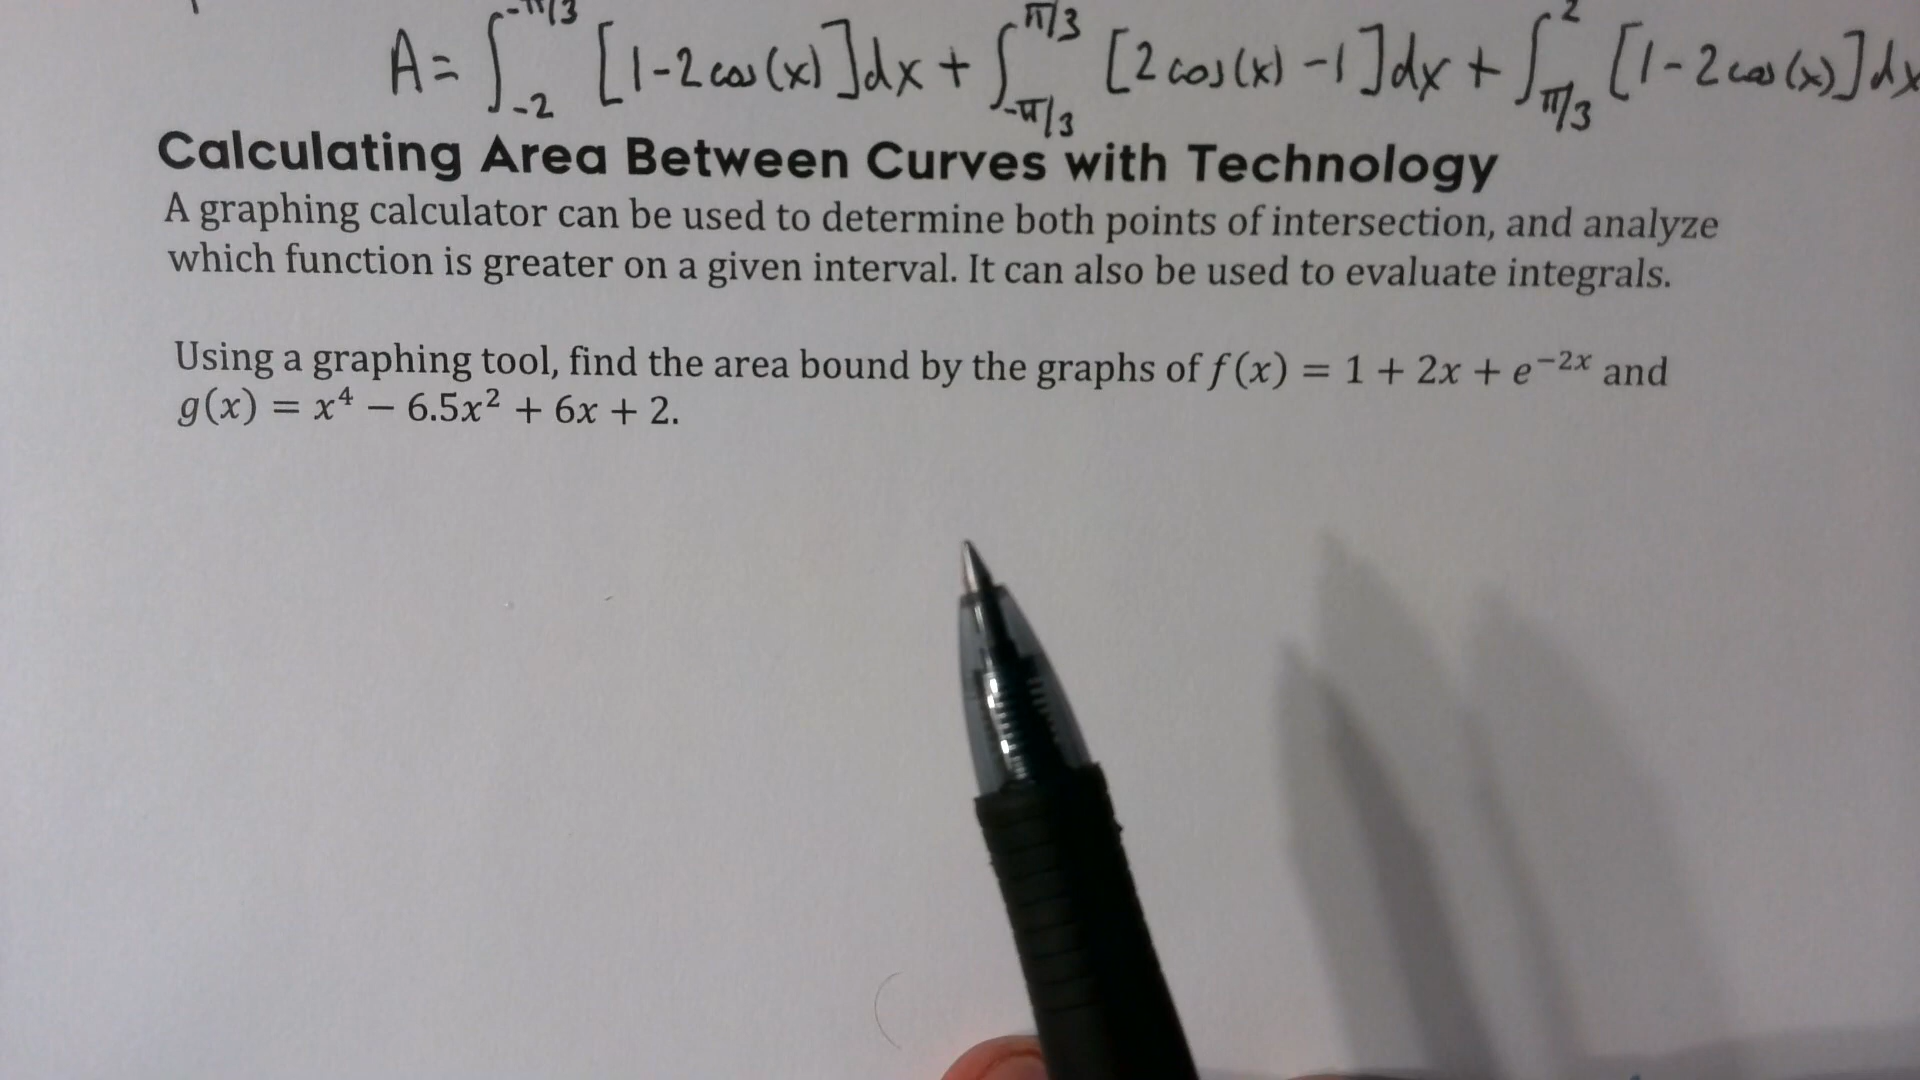 A = ∫_{-2}^{-π/3} [1-2cos(x)]dx + ∫_{-π/3}^{π/3} [2cos(x) -1]dx + ∫_{π/3}^{2} [1-2cos(x)]dx
Calculating Area Between Curves with Technology
A graphing calculator can be used to determine both points of intersection, and analyze
which function is greater on a given interval. It can also be used to evaluate integrals.
Using a graphing tool, find the area bound by the graphs of f(x) = 1 + 2x + e^{-2x} and
g(x) = x⁴ − 6.5x² + 6x + 2.